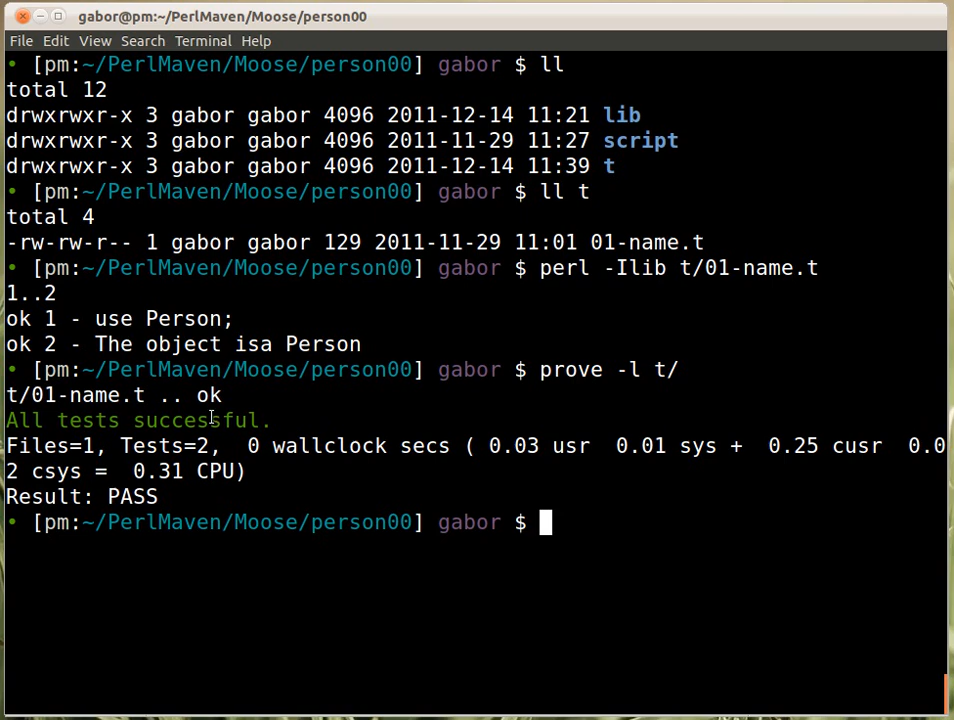 gabor@pm:~/PerlMaven/Moose/person00
File Edit View Search Terminal Help
• [pm:~/PerlMaven/Moose/person00] gabor $ ll
total 12
drwxrwxr-x 3 gabor gabor 4096 2011-12-14 11:21 lib
drwxrwxr-x 3 gabor gabor 4096 2011-11-29 11:27 script
drwxrwxr-x 3 gabor gabor 4096 2011-12-14 11:39 t
• [pm:~/PerlMaven/Moose/person00] gabor $ ll t
total 4
-rw-rw-r-- 1 gabor gabor 129 2011-11-29 11:01 01-name.t
• [pm:~/PerlMaven/Moose/person00] gabor $ perl -Ilib t/01-name.t
1..2
ok 1 - use Person;
ok 2 - The object isa Person
• [pm:~/PerlMaven/Moose/person00] gabor $ prove -l t/
t/01-name.t .. ok
All tests successful.
Files=1, Tests=2,  0 wallclock secs ( 0.03 usr  0.01 sys +  0.25 cusr  0.0
2 csys =  0.31 CPU)
Result: PASS
• [pm:~/PerlMaven/Moose/person00] gabor $